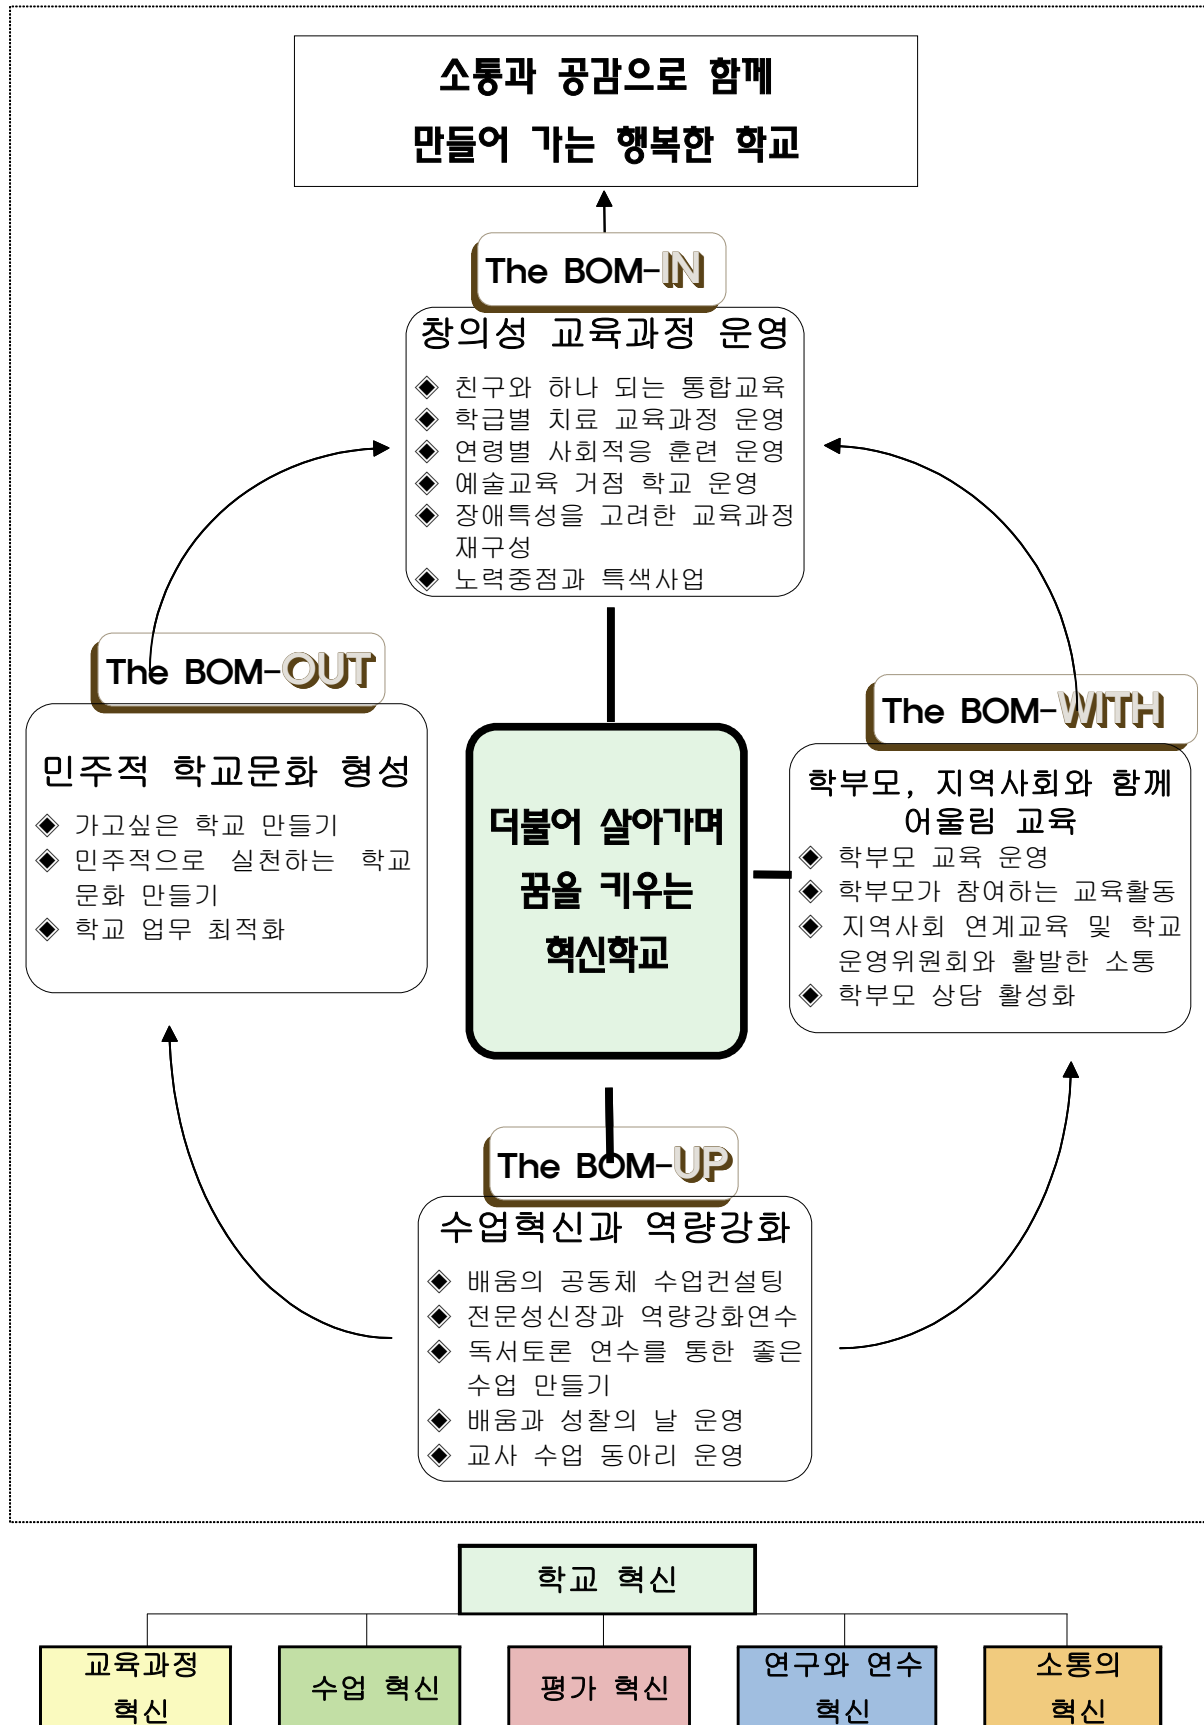 소통과 공감으로 함께
만들어 가는 행복한 학교
The BOM-IN
창의성 교육과정 운영
◈ 친구와 하나 되는 통합교육
◈ 학급별 치료 교육과정 운영
◈ 연령별 사회적응 훈련 운영
◈ 예술교육 거점 학교 운영
◈ 장애특성을 고려한 교육과정
재구성
◈ 노력중점과 특색사업
The BOM-OUT
민주적 학교문화 형성
◈ 가고싶은 학교 만들기
◈ 민주적으로 실천하는 학교
문화 만들기
◈ 학교 업무 최적화
더불어 살아가며
꿈을 키우는
혁신학교
The BOM-WITH
학부모, 지역사회와 함께
어울림 교육
◈ 학부모 교육 운영
◈ 학부모가 참여하는 교육활동
◈ 지역사회 연계교육 및 학교
운영위원회와 활발한 소통
◈ 학부모 상담 활성화
The BOM-UP
수업혁신과 역량강화
◈ 배움의 공동체 수업컨설팅
◈ 전문성신장과 역량강화연수
◈ 독서토론 연수를 통한 좋은
수업 만들기
◈ 배움과 성찰의 날 운영
◈ 교사 수업 동아리 운영
학교 혁신
교육과정
혁신
수업 혁신
평가 혁신
연구와 연수
혁신
소통의
혁신